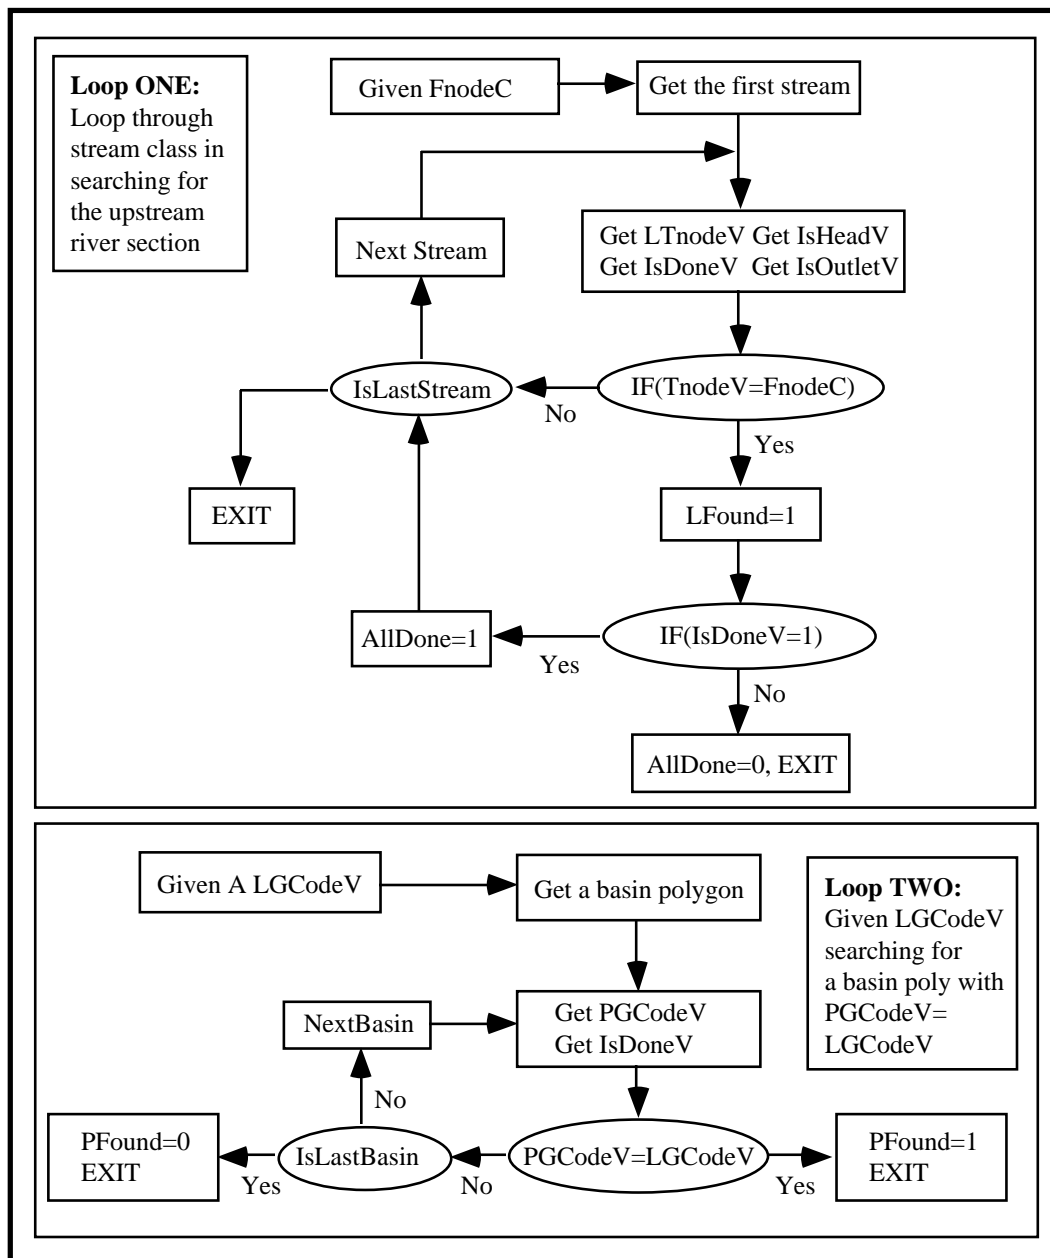 Loop ONE:
Loop through
stream class in
searching for
the upstream
river section
Given FnodeC
Get the first stream
Next Stream
Get LTnodeV Get IsHeadV
Get IsDoneV Get IsOutletV
IsLastStream
IF(TnodeV=FnodeC)
No
Yes
EXIT
LFound=1
AllDone=1
IF(IsDoneV=1)
Yes
No
AllDone=0, EXIT
Given A LGCodeV
Get a basin polygon
Loop TWO:
Given LGCodeV
searching for
a basin poly with
PGCodeV=
LGCodeV
NextBasin
Get PGCodeV
Get IsDoneV
No
PFound=0
EXIT
IsLastBasin
PGCodeV=LGCodeV
PFound=1
EXIT
Yes
No
Yes